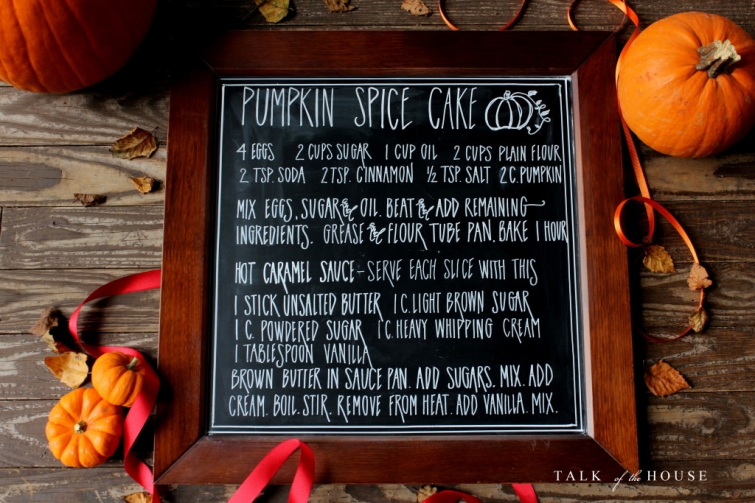 PUMPKIN SPICE CAKE
4 EGGS 2 CUPS SUGAR 1 CUP OIL 2 CUPS PLAIN FLOUR
2 TSP. SODA 2 TSP. CINNAMON ½ TSP. SALT 2 C. PUMPKIN
MIX EGGS, SUGAR & OIL. BEAT & ADD REMAINING
INGREDIENTS. GREASE & FLOUR TUBE PAN. BAKE 1 HOUR
HOT CARAMEL SAUCE - SERVE EACH SLICE WITH THIS
1 STICK UNSALTED BUTTER 1 C. LIGHT BROWN SUGAR
1 C. POWDERED SUGAR 1 C. HEAVY WHIPPING CREAM
1 TABLESPOON VANILLA
BROWN BUTTER IN SAUCE PAN. ADD SUGARS. MIX. ADD
CREAM. BOIL. STIR. REMOVE FROM HEAT. ADD VANILLA. MIX.
TALK of the HOUSE